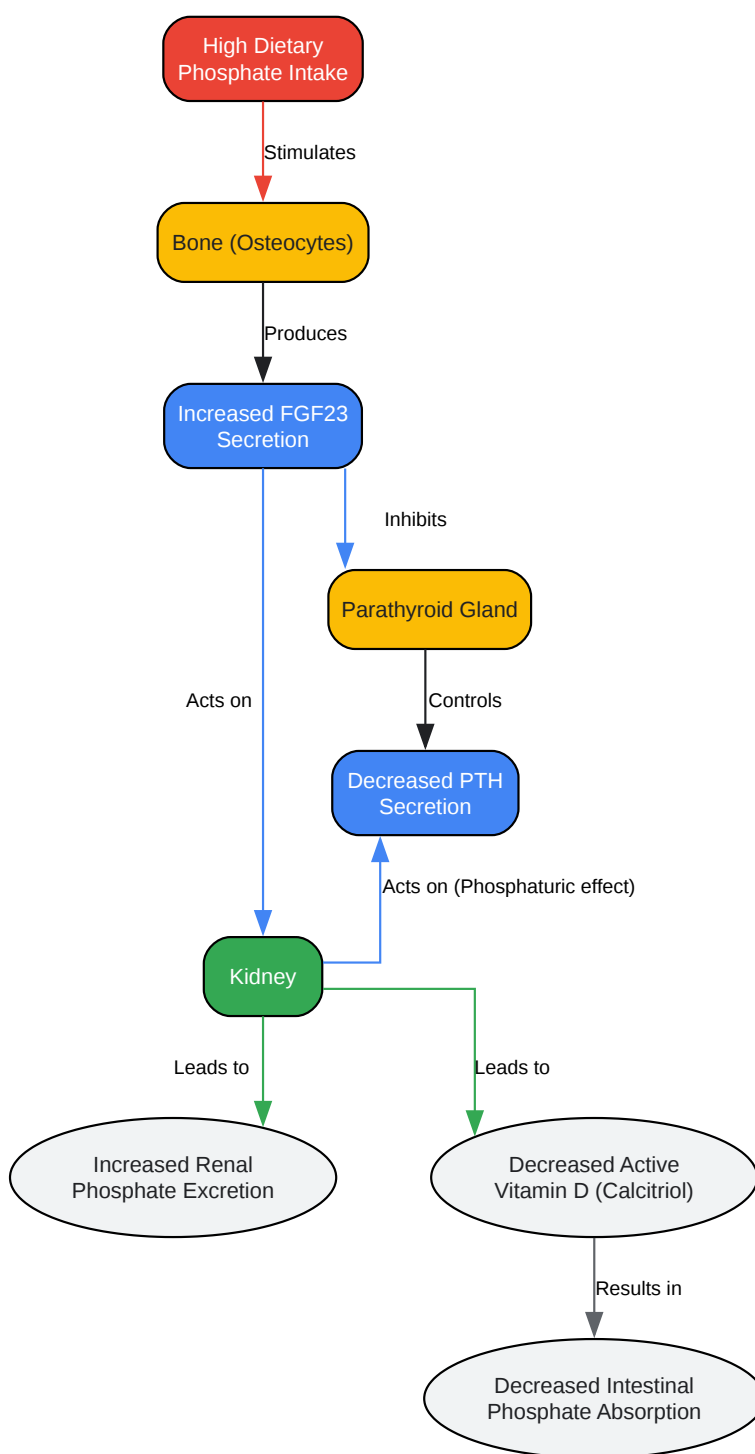 High Dietary
Phosphate Intake
Stimulates
Bone (Osteocytes)
Produces
Increased FGF23
Secretion
Inhibits
Parathyroid Gland
Acts on
Controls
Decreased PTH
Secretion
Acts on (Phosphaturic effect)
Kidney
Leads to
Leads to
Increased Renal
Phosphate Excretion
Decreased Active
Vitamin D (Calcitriol)
Results in
Decreased Intestinal
Phosphate Absorption